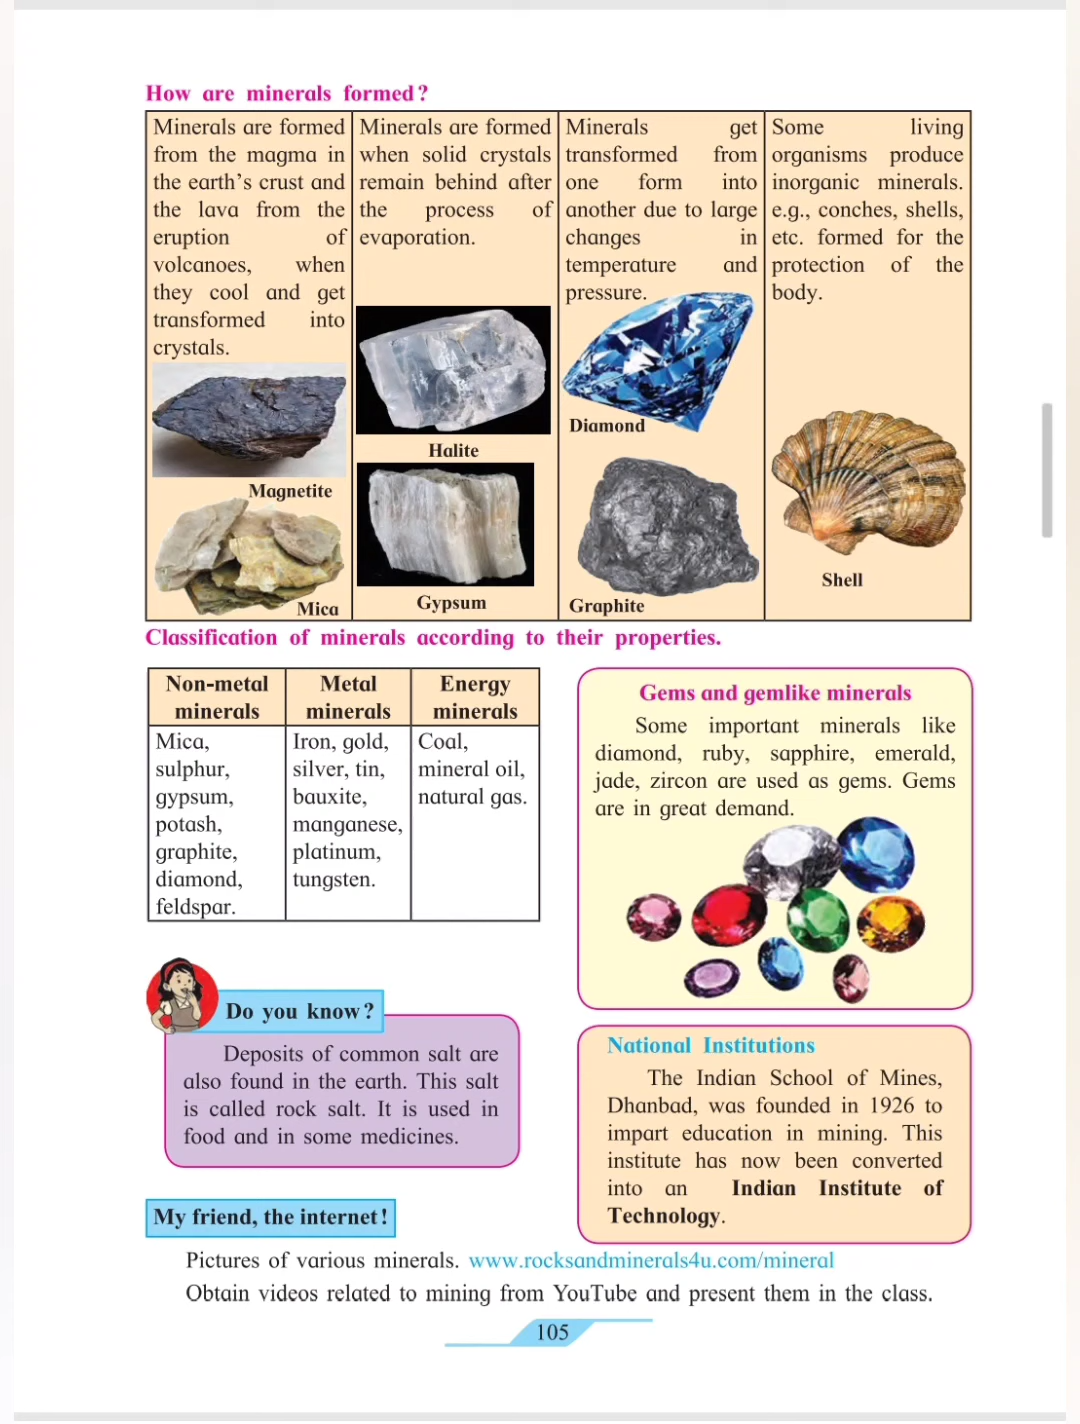 How are minerals formed?
Minerals are formed
from the magma in
the earth's crust and
the lava from the
eruption of
volcanoes, when
they cool and get
transformed into
crystals.
Magnetite
Mica
Minerals are formed
when solid crystals
remain behind after
the process of
evaporation.
Halite
Gypsum
Minerals get
transformed from
one form into
another due to large
changes in
temperature and
pressure.
Diamond
Graphite
Some living
organisms produce
inorganic minerals.
e.g., conches, shells,
etc. formed for the
protection of the
body.
Shell
Classification of minerals according to their properties.
Non-metal
minerals
Metal
minerals
Energy
minerals
Mica,
sulphur,
gypsum,
potash,
graphite,
diamond,
feldspar.
Iron, gold,
silver, tin,
bauxite,
manganese,
platinum,
tungsten.
Coal,
mineral oil,
natural gas.
Gems and gemlike minerals
Some important minerals like
diamond, ruby, sapphire, emerald,
jade, zircon are used as gems. Gems
are in great demand.
Do you know?
Deposits of common salt are
also found in the earth. This salt
is called rock salt. It is used in
food and in some medicines.
National Institutions
The Indian School of Mines,
Dhanbad, was founded in 1926 to
impart education in mining. This
institute has now been converted
into an Indian Institute of
Technology.
My friend, the internet!
Pictures of various minerals. www.rocksandminerals4u.com/mineral
Obtain videos related to mining from YouTube and present them in the class.
105